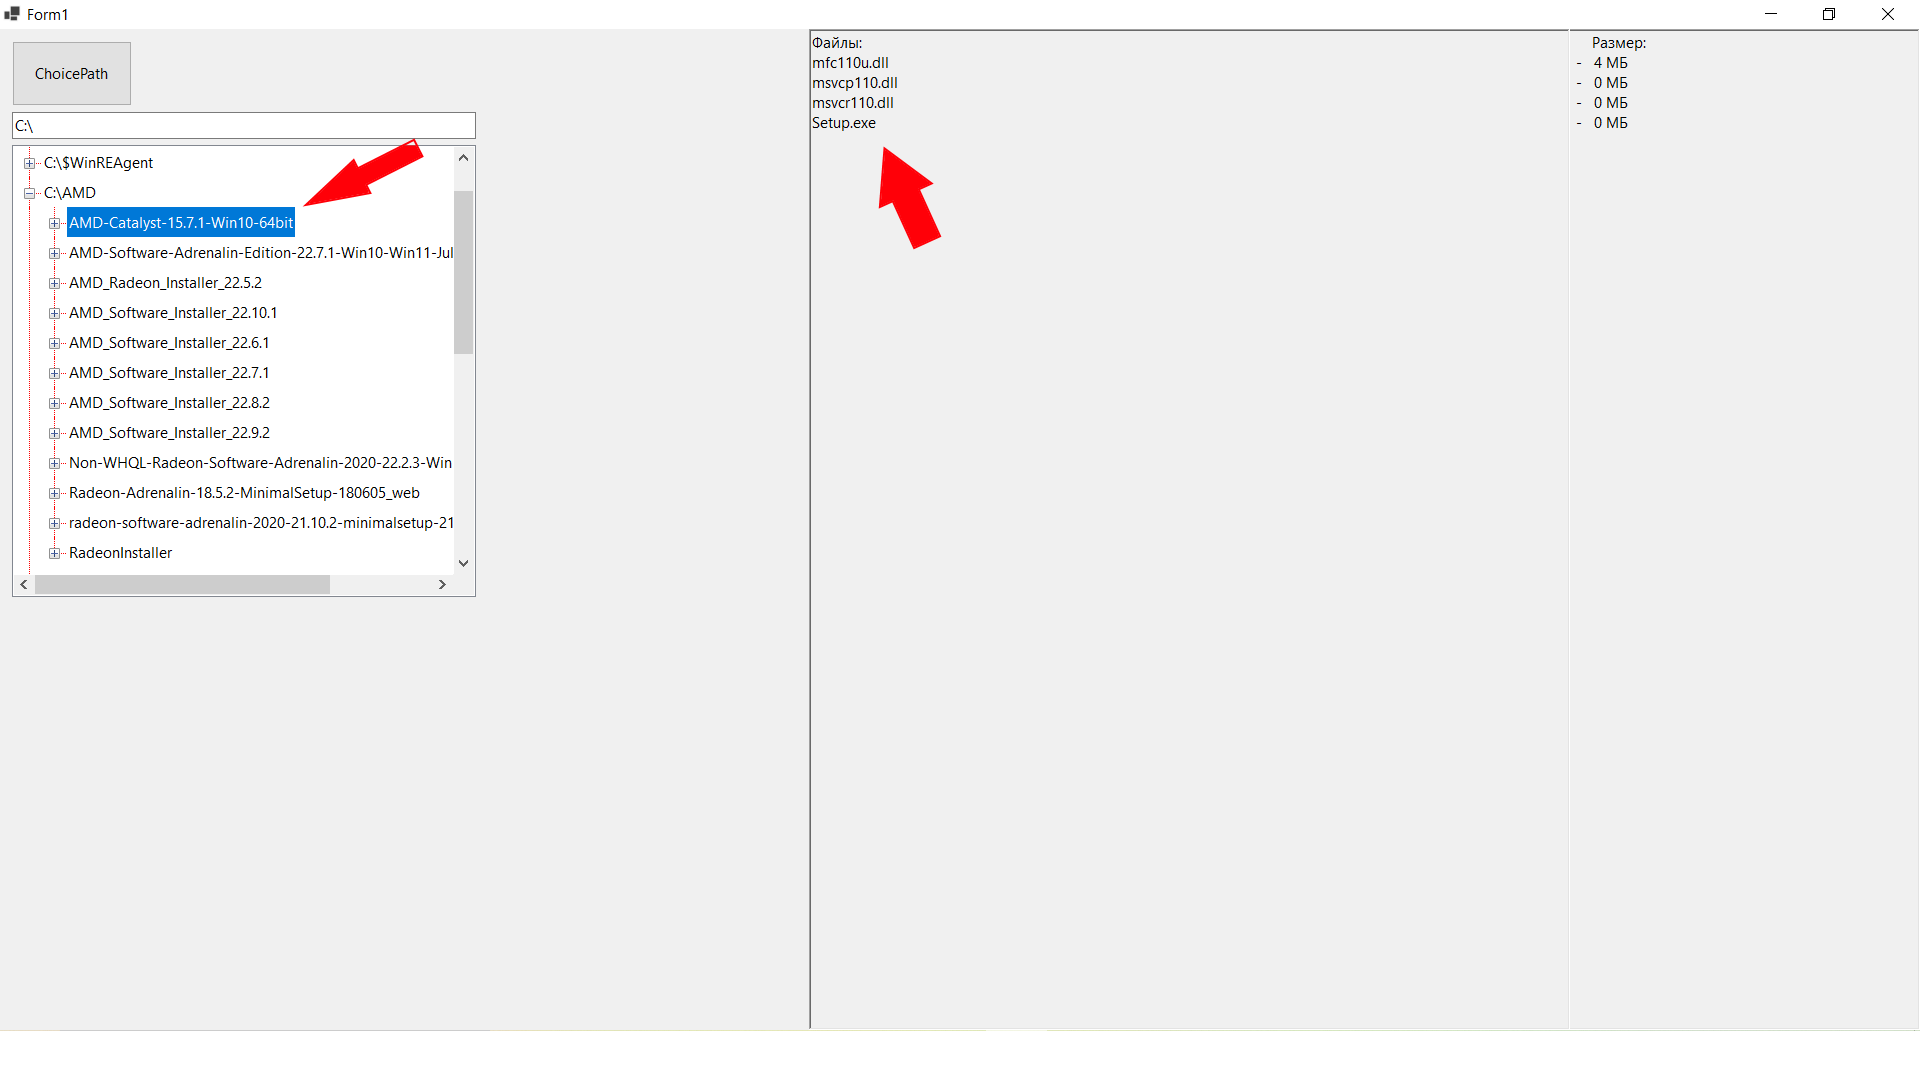 Form1
ChoicePath
C:\
C:\$WinREAgent
C:\AMD
AMD-Catalyst-15.7.1-Win10-64bit
AMD-Software-Adrenalin-Edition-22.7.1-Win10-Win11-Jul
AMD_Radeon_Installer_22.5.2
AMD_Software_Installer_22.10.1
AMD_Software_Installer_22.6.1
AMD_Software_Installer_22.7.1
AMD_Software_Installer_22.8.2
AMD_Software_Installer_22.9.2
Non-WHQL-Radeon-Software-Adrenalin-2020-22.2.3-Win
Radeon-Adrenalin-18.5.2-MinimalSetup-180605_web
radeon-software-adrenalin-2020-21.10.2-minimalsetup-21
RadeonInstaller
Файлы: Размер:
mfc110u.dll - 4 МБ
msvcp110.dll - 0 МБ
msvcr110.dll - 0 МБ
Setup.exe - 0 МБ